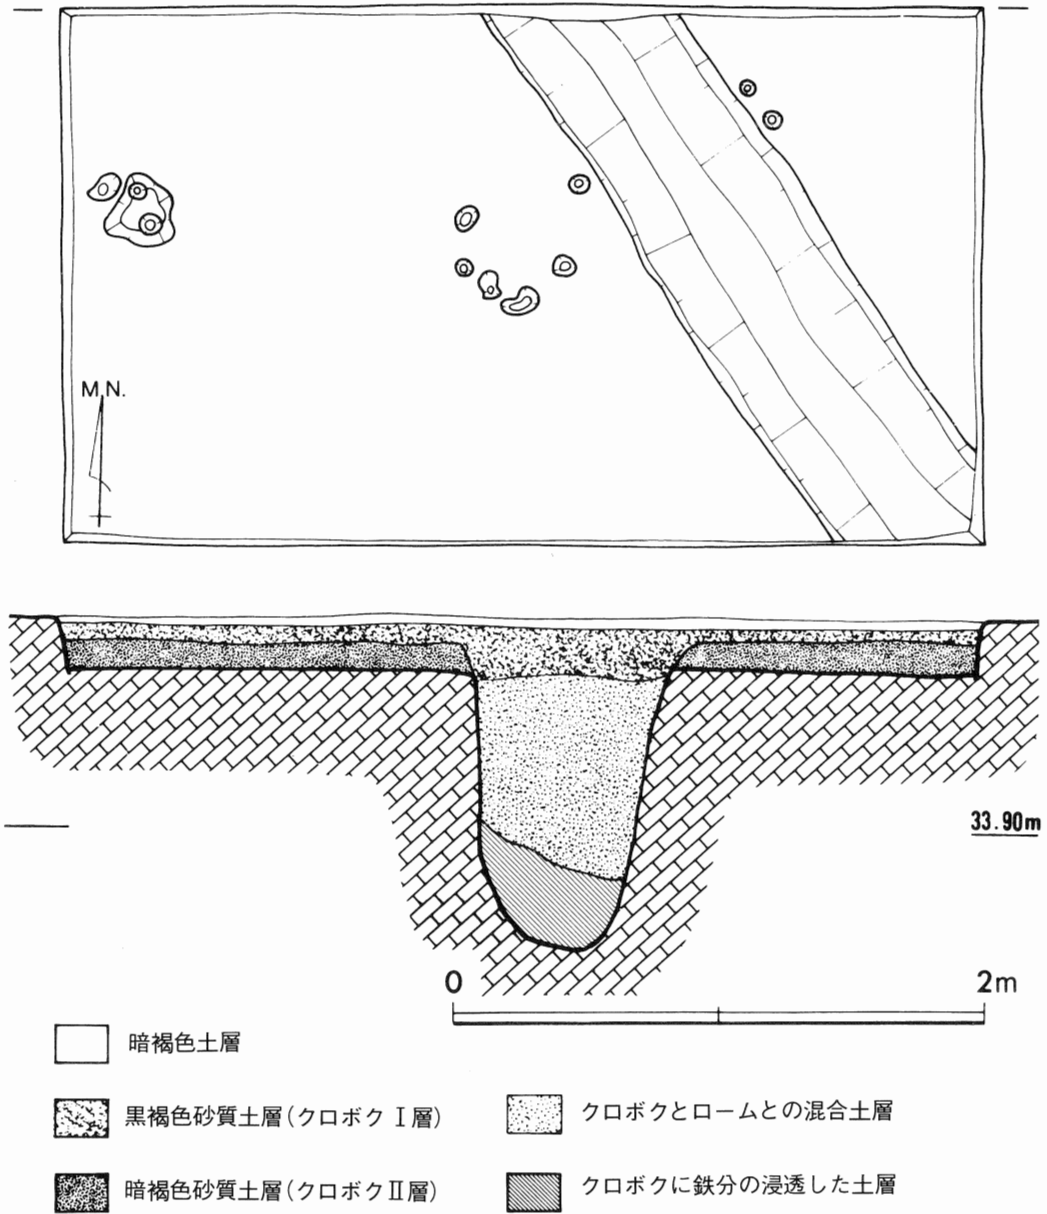 M.N.
33.90m
0 2m
暗褐色土層
黒褐色砂質土層(クロボク Ⅰ層)
暗褐色砂質土層(クロボクⅡ層)
クロボクとロームとの混合土層
クロボクに鉄分の浸透した土層